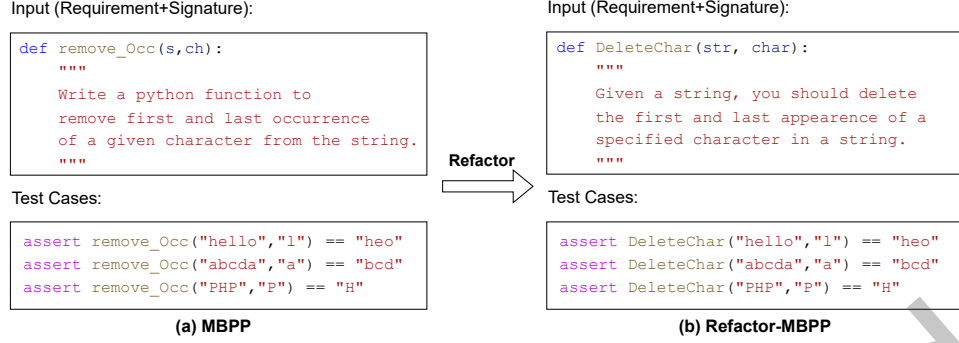 Input (Requirement+Signature):
def remove_Occ(s,ch):
"""
Write a python function to
remove first and last occurrence
of a given character from the string.
"""
Test Cases:
assert remove_Occ("hello","l") == "heo"
assert remove_Occ("abcda","a") == "bcd"
assert remove_Occ("PHP","P") == "H"
(a) MBPP
Refactor
Input (Requirement+Signature):
def DeleteChar(str, char):
"""
Given a string, you should delete
the first and last appearence of a
specified character in a string.
"""
Test Cases:
assert DeleteChar("hello","l") == "heo"
assert DeleteChar("abcda","a") == "bcd"
assert DeleteChar("PHP","P") == "H"
(b) Refactor-MBPP